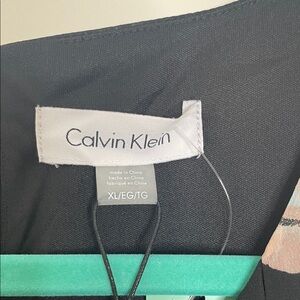 Calvin Klein
made in China
hecho en China
fabriqué en Chine
XL/EG/TG